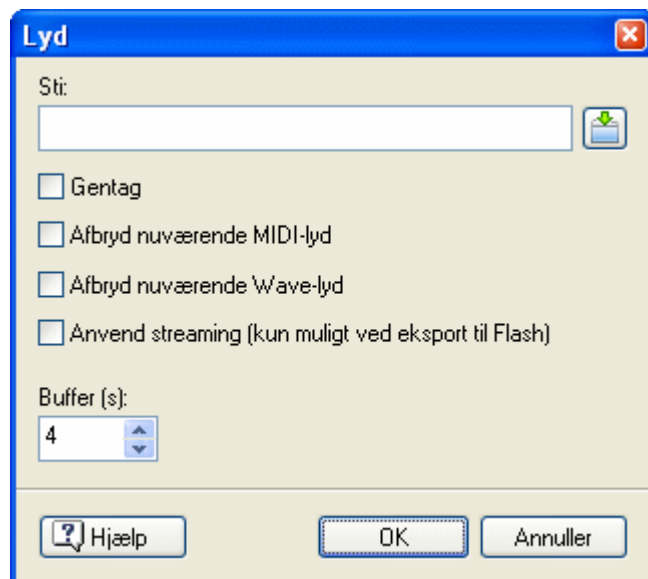 Lyd
Sti:
Gentag
Afbryd nuværende MIDI-lyd
Afbryd nuværende Wave-lyd
Anvend streaming (kun muligt ved eksport til Flash)
Buffer (s):
4
Hjælp
OK
Annuller